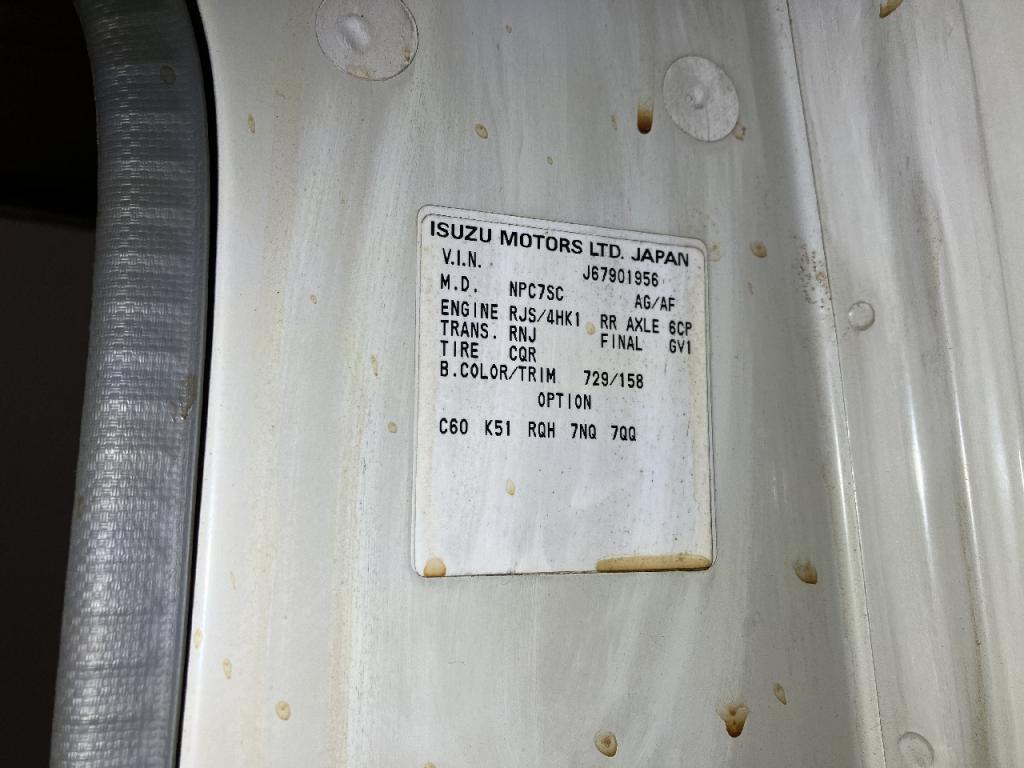 ISUZU MOTORS LTD. JAPAN
V.I.N. J67901956
M.D. NPC7SC AG/AF
ENGINE RJS/4HK1 RR AXLE 6CP
TRANS. RNJ FINAL GV1
TIRE CQR
B.COLOR/TRIM 729/158
OPTION
C60 K51 RQH 7NQ 7QQ